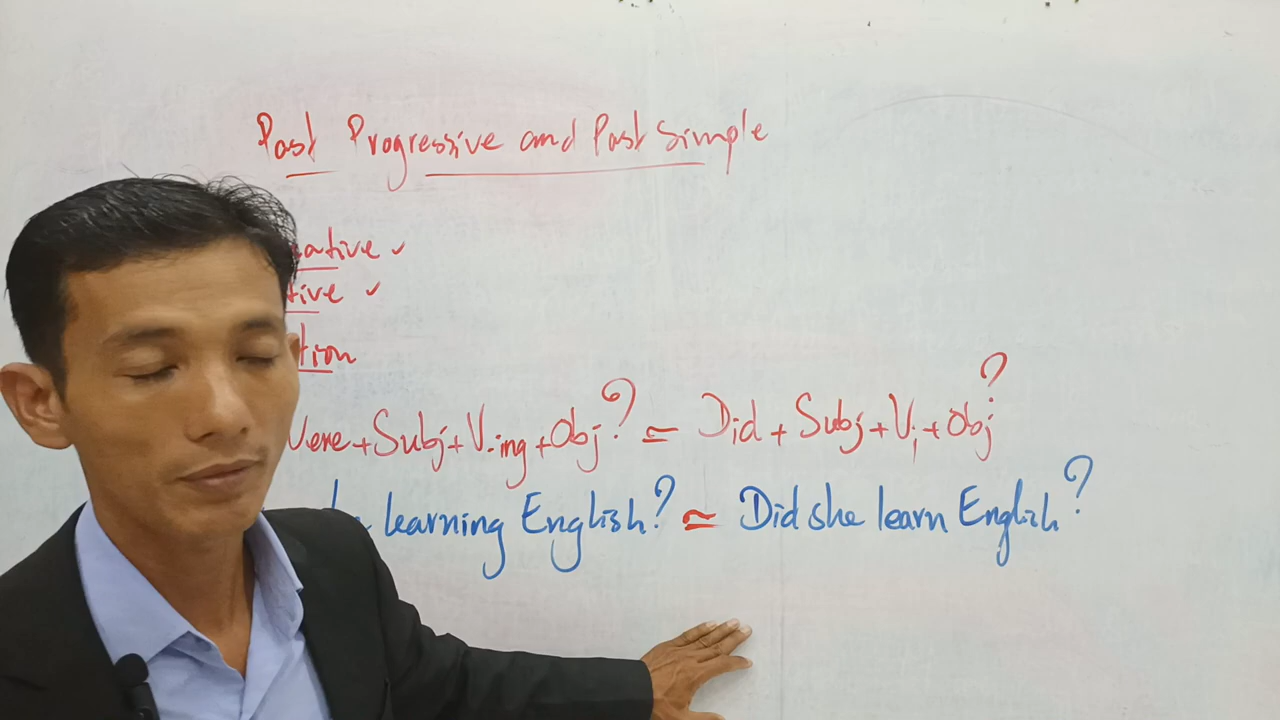 Past Progressive and Past Simple
ative ✓
tive ✓
tion
were + Subj + V-ing + Obj? = Did + Subj + V1 + Obj?
learning English? = Did she learn Englih?